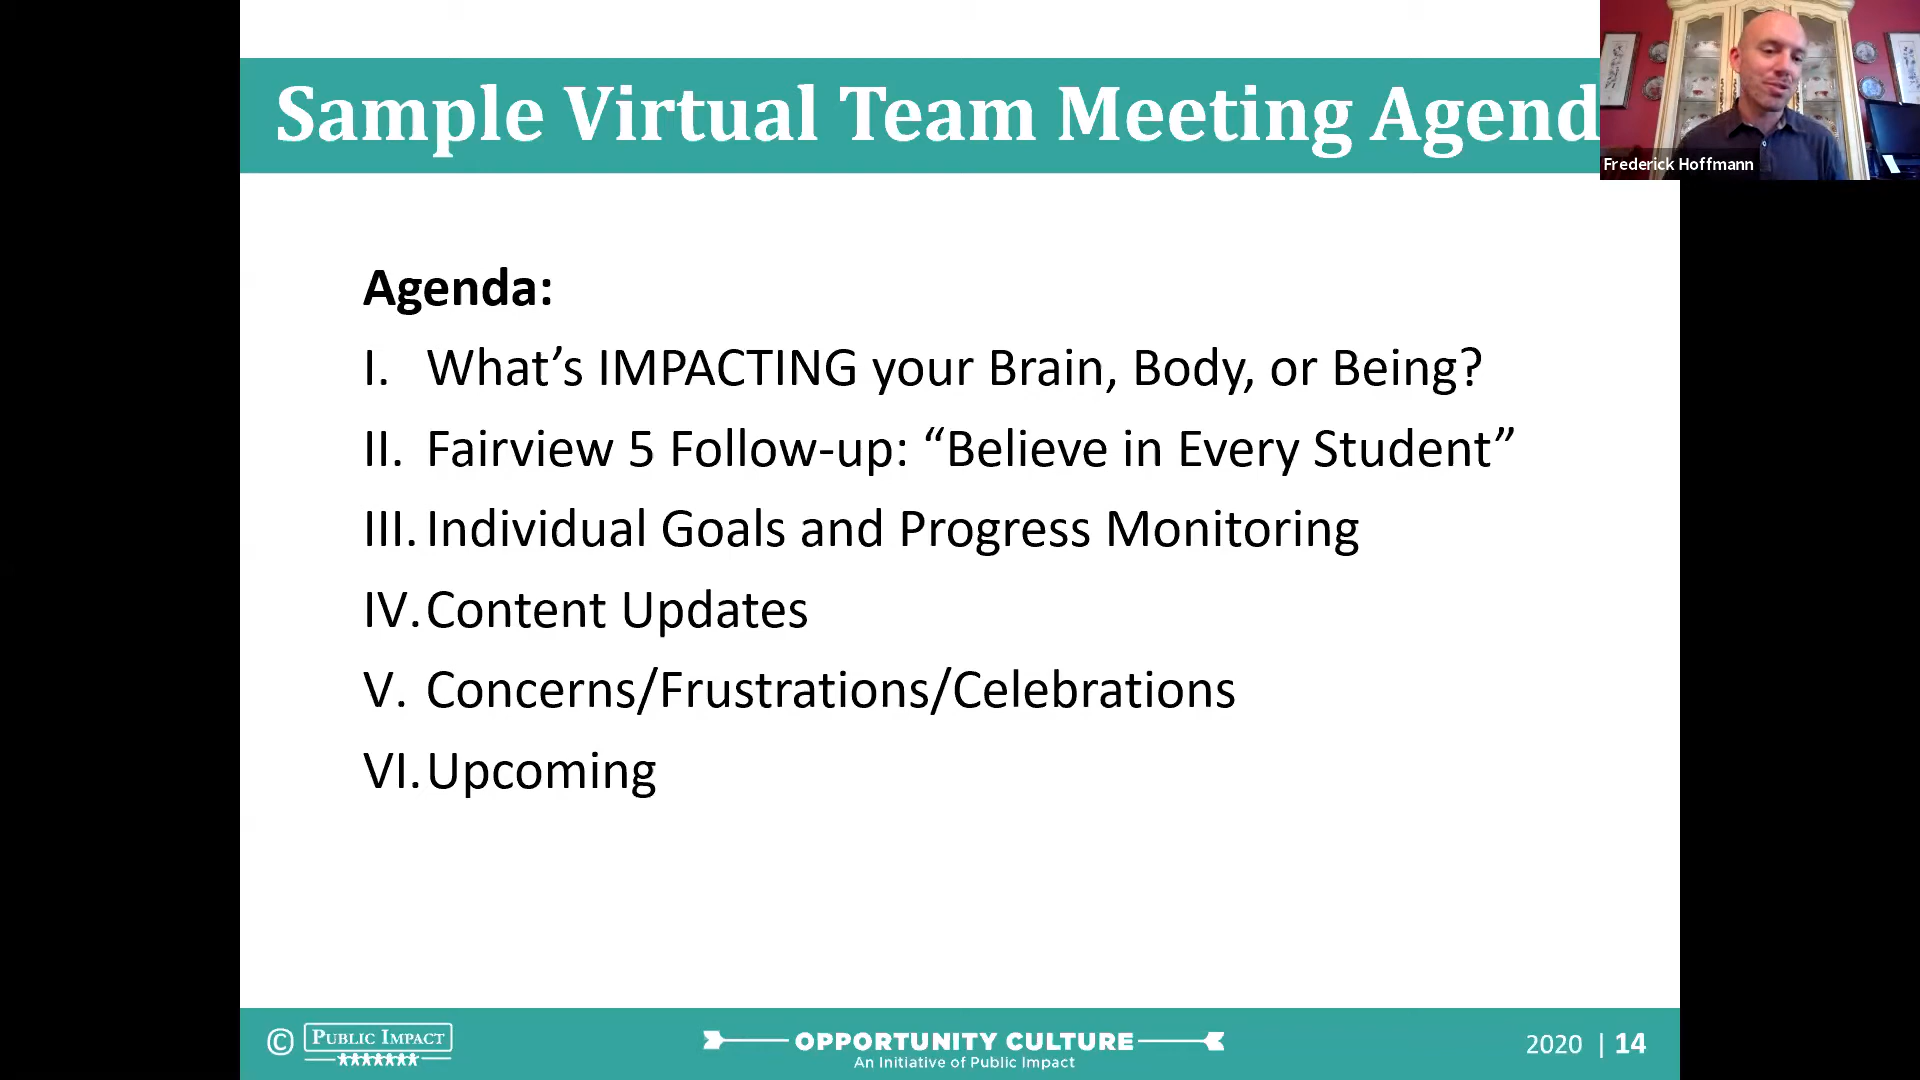 Sample Virtual Team Meeting Agend
Frederick Hoffmann
Agenda:
I. What’s IMPACTING your Brain, Body, or Being?
II. Fairview 5 Follow-up: “Believe in Every Student”
III. Individual Goals and Progress Monitoring
IV. Content Updates
V. Concerns/Frustrations/Celebrations
VI. Upcoming
© PUBLIC IMPACT
OPPORTUNITY CULTURE
An Initiative of Public Impact
2020 | 14